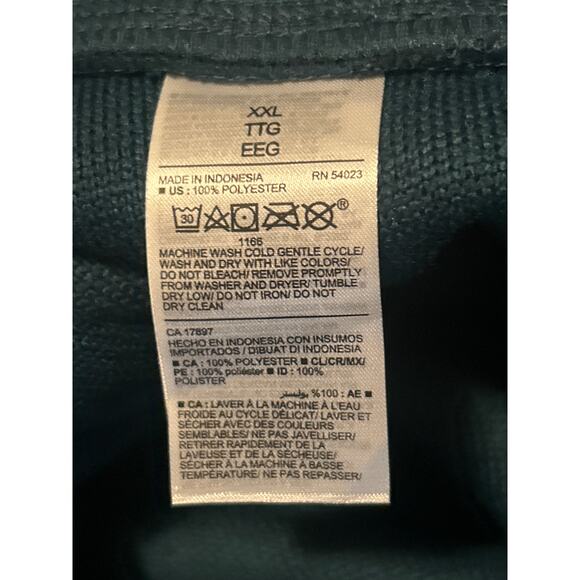 XXL
TTG
EEG
MADE IN INDONESIA RN 54023
■ US : 100% POLYESTER
30 ®
1166
MACHINE WASH COLD GENTLE CYCLE/
WASH AND DRY WITH LIKE COLORS/
DO NOT BLEACH/ REMOVE PROMPTLY
FROM WASHER AND DRYER/ TUMBLE
DRY LOW/ DO NOT IRON/ DO NOT
DRY CLEAN
CA 17897
HECHO EN INDONESIA CON INSUMOS
IMPORTADOS / DIBUAT DI INDONESIA
■ CA : 100% POLYESTER ■ CL/CR/MX/
PE : 100% poliéster ■ ID : 100%
POLISTER
■ AE : 100% بوليستر
■ CA : LAVER À LA MACHINE À L'EAU
FROIDE AU CYCLE DÉLICAT/ LAVER ET
SÉCHER AVEC DES COULEURS
SEMBLABLES/ NE PAS JAVELLISER/
RETIRER RAPIDEMENT DE LA
LAVEUSE ET DE LA SÉCHEUSE/
SÉCHER À LA MACHINE À BASSE
TEMPÉRATURE/ NE PAS REPASSER/